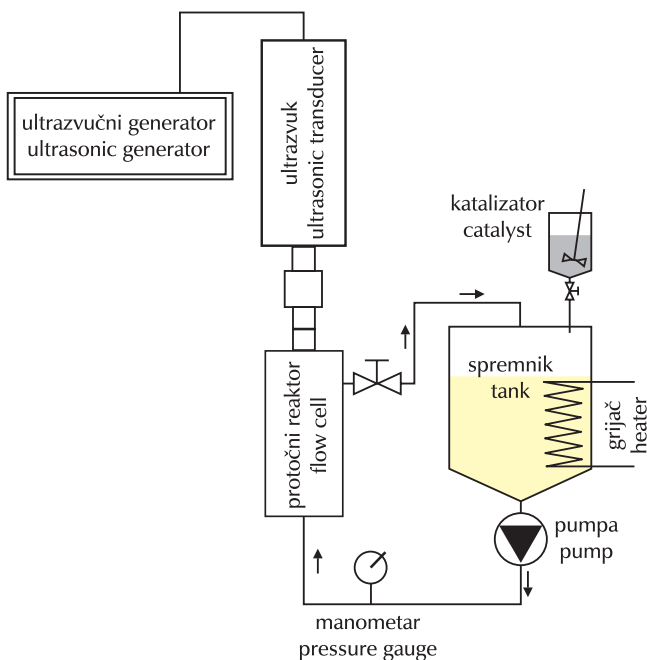 ultrazvučni generator
ultrasonic generator
ultrazvuk
ultrasonic transducer
katalizator
catalyst
spremnik
tank
grijač
heater
protočni reaktor
flow cell
pumpa
pump
manometar
pressure gauge